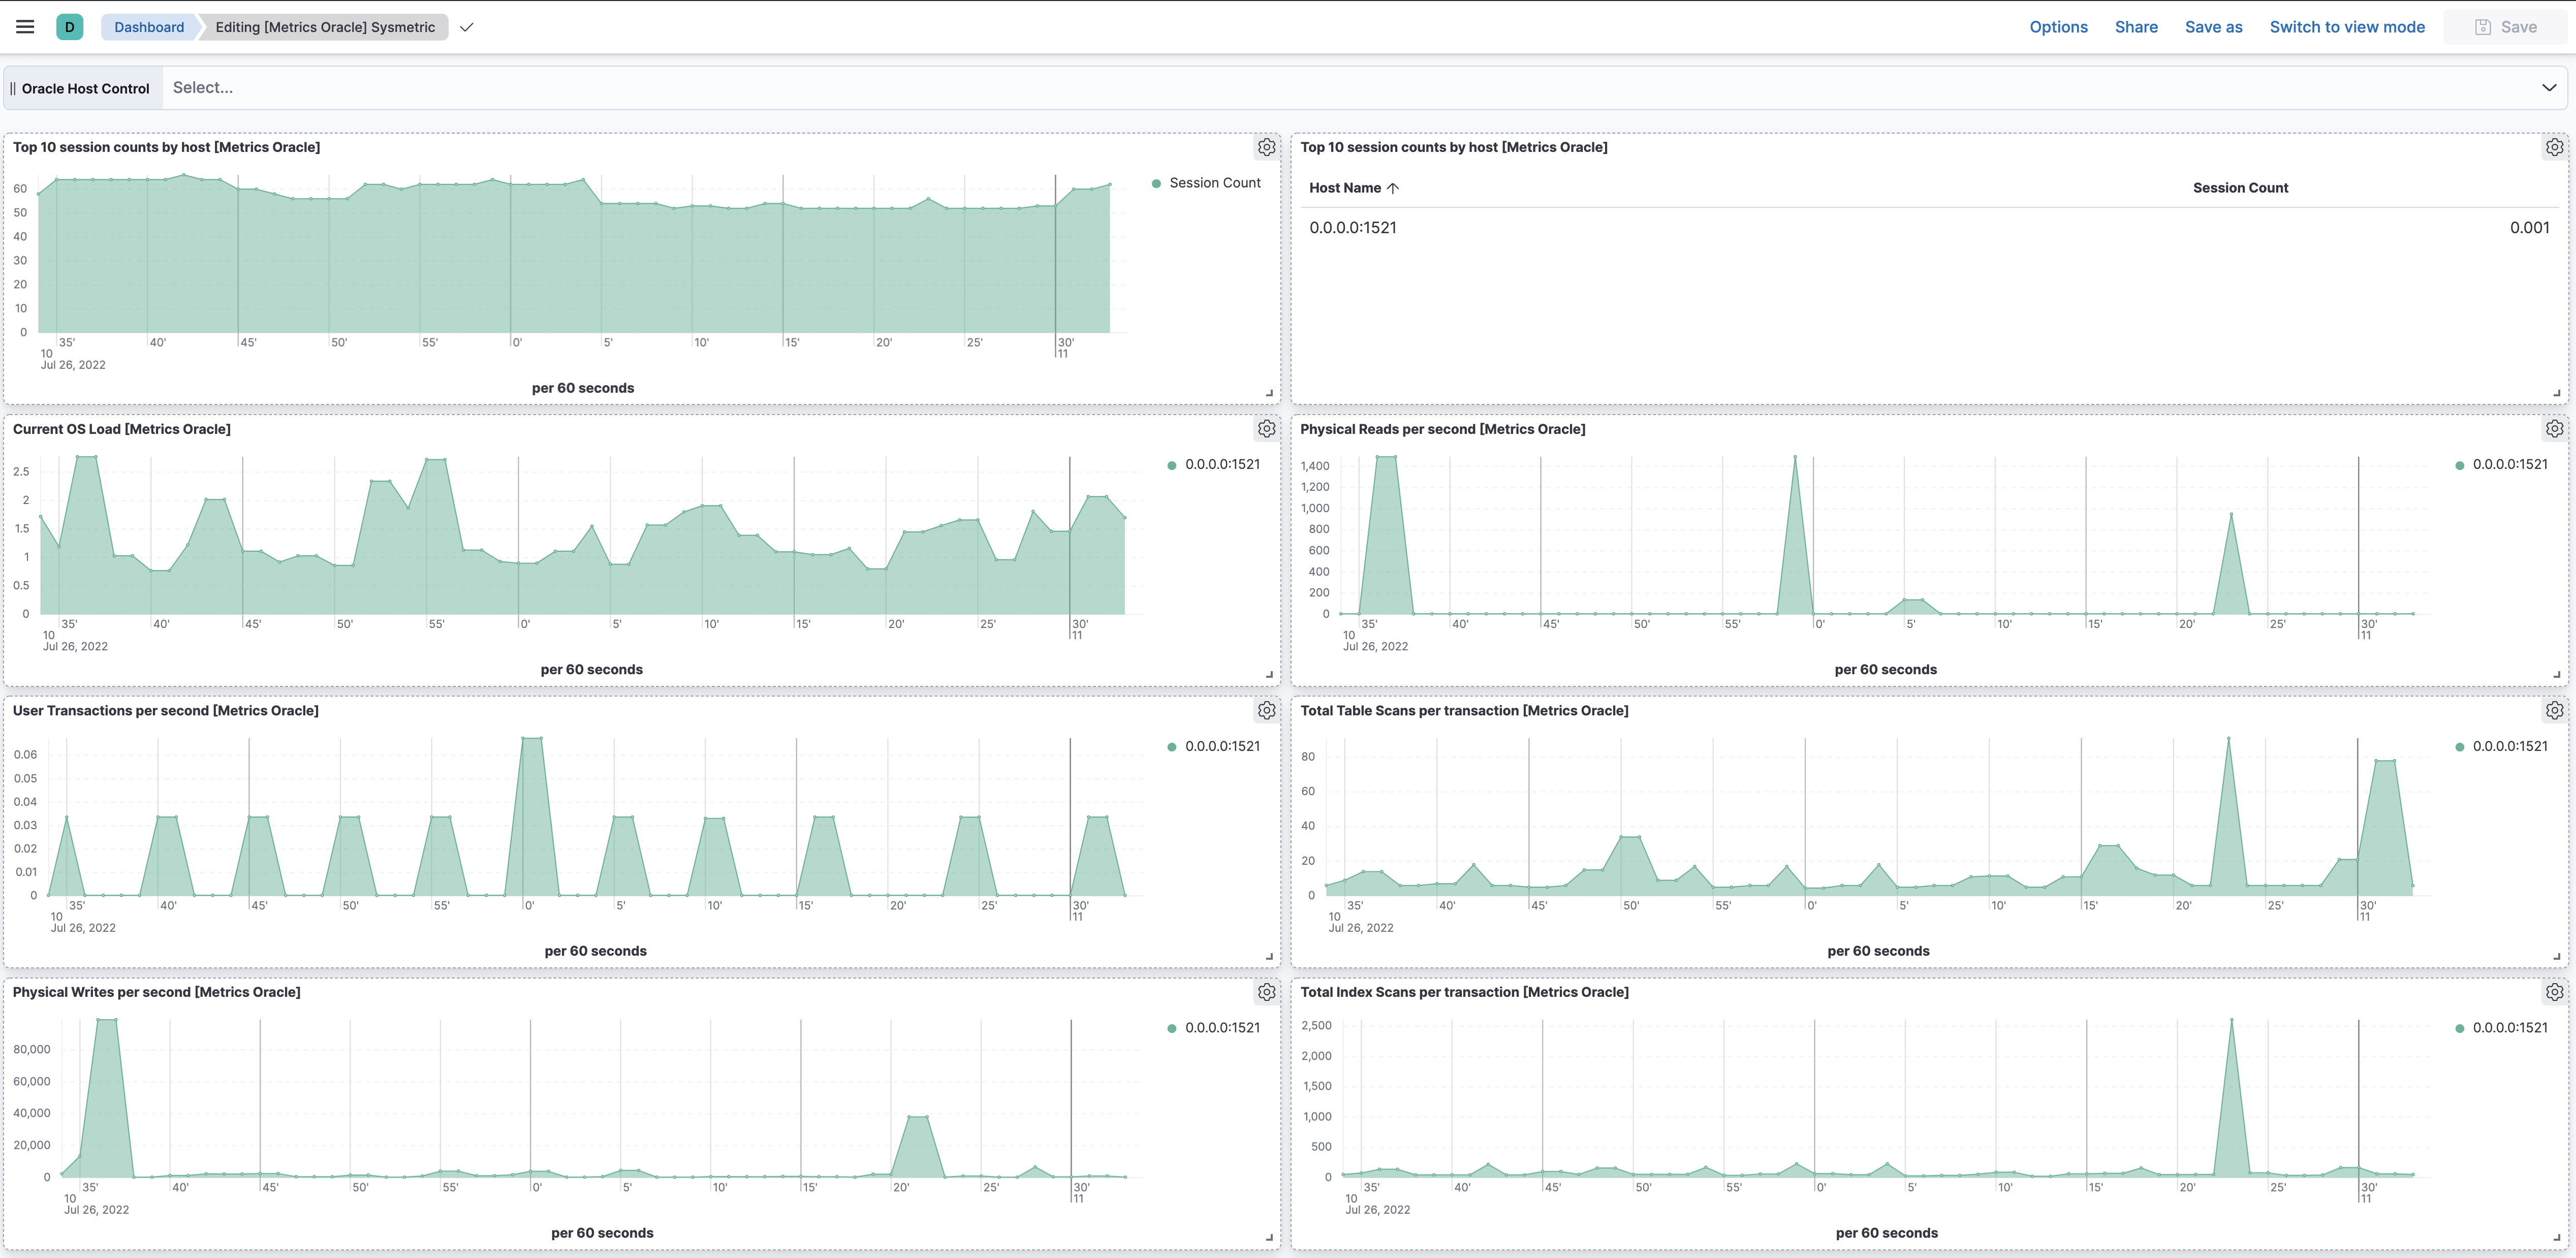 D Dashboard Editing [Metrics Oracle] Sysmetric Options Share Save as Switch to view mode Save
Oracle Host Control Select...
Top 10 session counts by host [Metrics Oracle]
60
50
40
30
20
10
0
35' 40' 45' 50' 55' 0' 5' 10' 15' 20' 25' 30'
10 11
Jul 26, 2022
per 60 seconds
Session Count
Top 10 session counts by host [Metrics Oracle]
Host Name Session Count
0.0.0.0:1521 0.001
Current OS Load [Metrics Oracle]
2.5
2
1.5
1
0.5
0
35' 40' 45' 50' 55' 0' 5' 10' 15' 20' 25' 30'
10 11
Jul 26, 2022
per 60 seconds
0.0.0.0:1521
Physical Reads per second [Metrics Oracle]
1,400
1,200
1,000
800
600
400
200
0
35' 40' 45' 50' 55' 0' 5' 10' 15' 20' 25' 30'
10 11
Jul 26, 2022
per 60 seconds
0.0.0.0:1521
User Transactions per second [Metrics Oracle]
0.06
0.05
0.04
0.03
0.02
0.01
0
35' 40' 45' 50' 55' 0' 5' 10' 15' 20' 25' 30'
10 11
Jul 26, 2022
per 60 seconds
0.0.0.0:1521
Total Table Scans per transaction [Metrics Oracle]
80
60
40
20
0
35' 40' 45' 50' 55' 0' 5' 10' 15' 20' 25' 30'
10 11
Jul 26, 2022
per 60 seconds
0.0.0.0:1521
Physical Writes per second [Metrics Oracle]
80,000
60,000
40,000
20,000
0
35' 40' 45' 50' 55' 0' 5' 10' 15' 20' 25' 30'
10 11
Jul 26, 2022
per 60 seconds
0.0.0.0:1521
Total Index Scans per transaction [Metrics Oracle]
2,500
2,000
1,500
1,000
500
0
35' 40' 45' 50' 55' 0' 5' 10' 15' 20' 25' 30'
10 11
Jul 26, 2022
per 60 seconds
0.0.0.0:1521